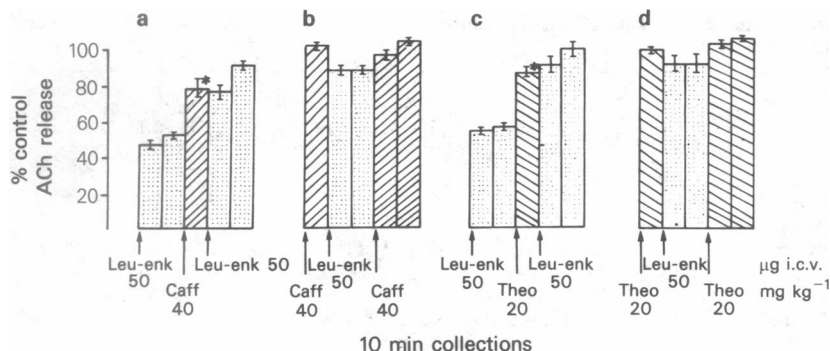 a b c d
% control
ACh release
100
80
60
40
20
* *
Leu-enk Leu-enk 50 Leu-enk Leu-enk Leu-enk Leu-enk µg i.c.v.
50 50 50 50 50
Caff Caff Caff Theo Theo Theo mg kg⁻¹
40 40 40 20 20 20
10 min collections